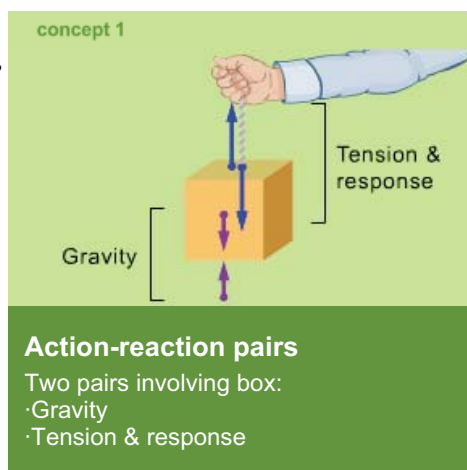 concept 1
Tension &
response
Gravity
Action-reaction pairs
Two pairs involving box:
·Gravity
·Tension & response